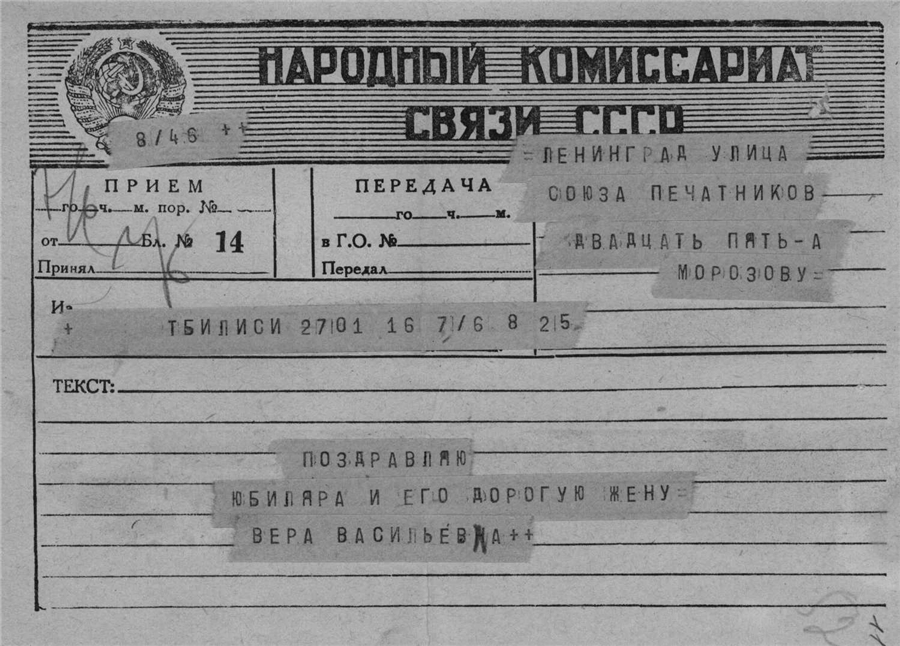 НАРОДНЫЙ КОМИССАРИАТ
СВЯЗИ СССР
8/46 ++
=ЛЕНИНГРАД УЛИЦА
СОЮЗА ПЕЧАТНИКОВ
ДВАДЦАТЬ ПЯТЬ-А
МОРОЗОВУ=
ПРИЕМ
го ч. м. пор. №
от Бл. № 14
Принял
ПЕРЕДАЧА
го ч. м.
в Г.О. №
Передал
Из
+ ТБИЛИСИ 2701 16 7/6 8 25
ТЕКСТ:
ПОЗДРАВЛЯЮ
ЮБИЛЯРА И ЕГО ДОРОГУЮ ЖЕНУ=
ВЕРА ВАСИЛЬЕВНА++
11